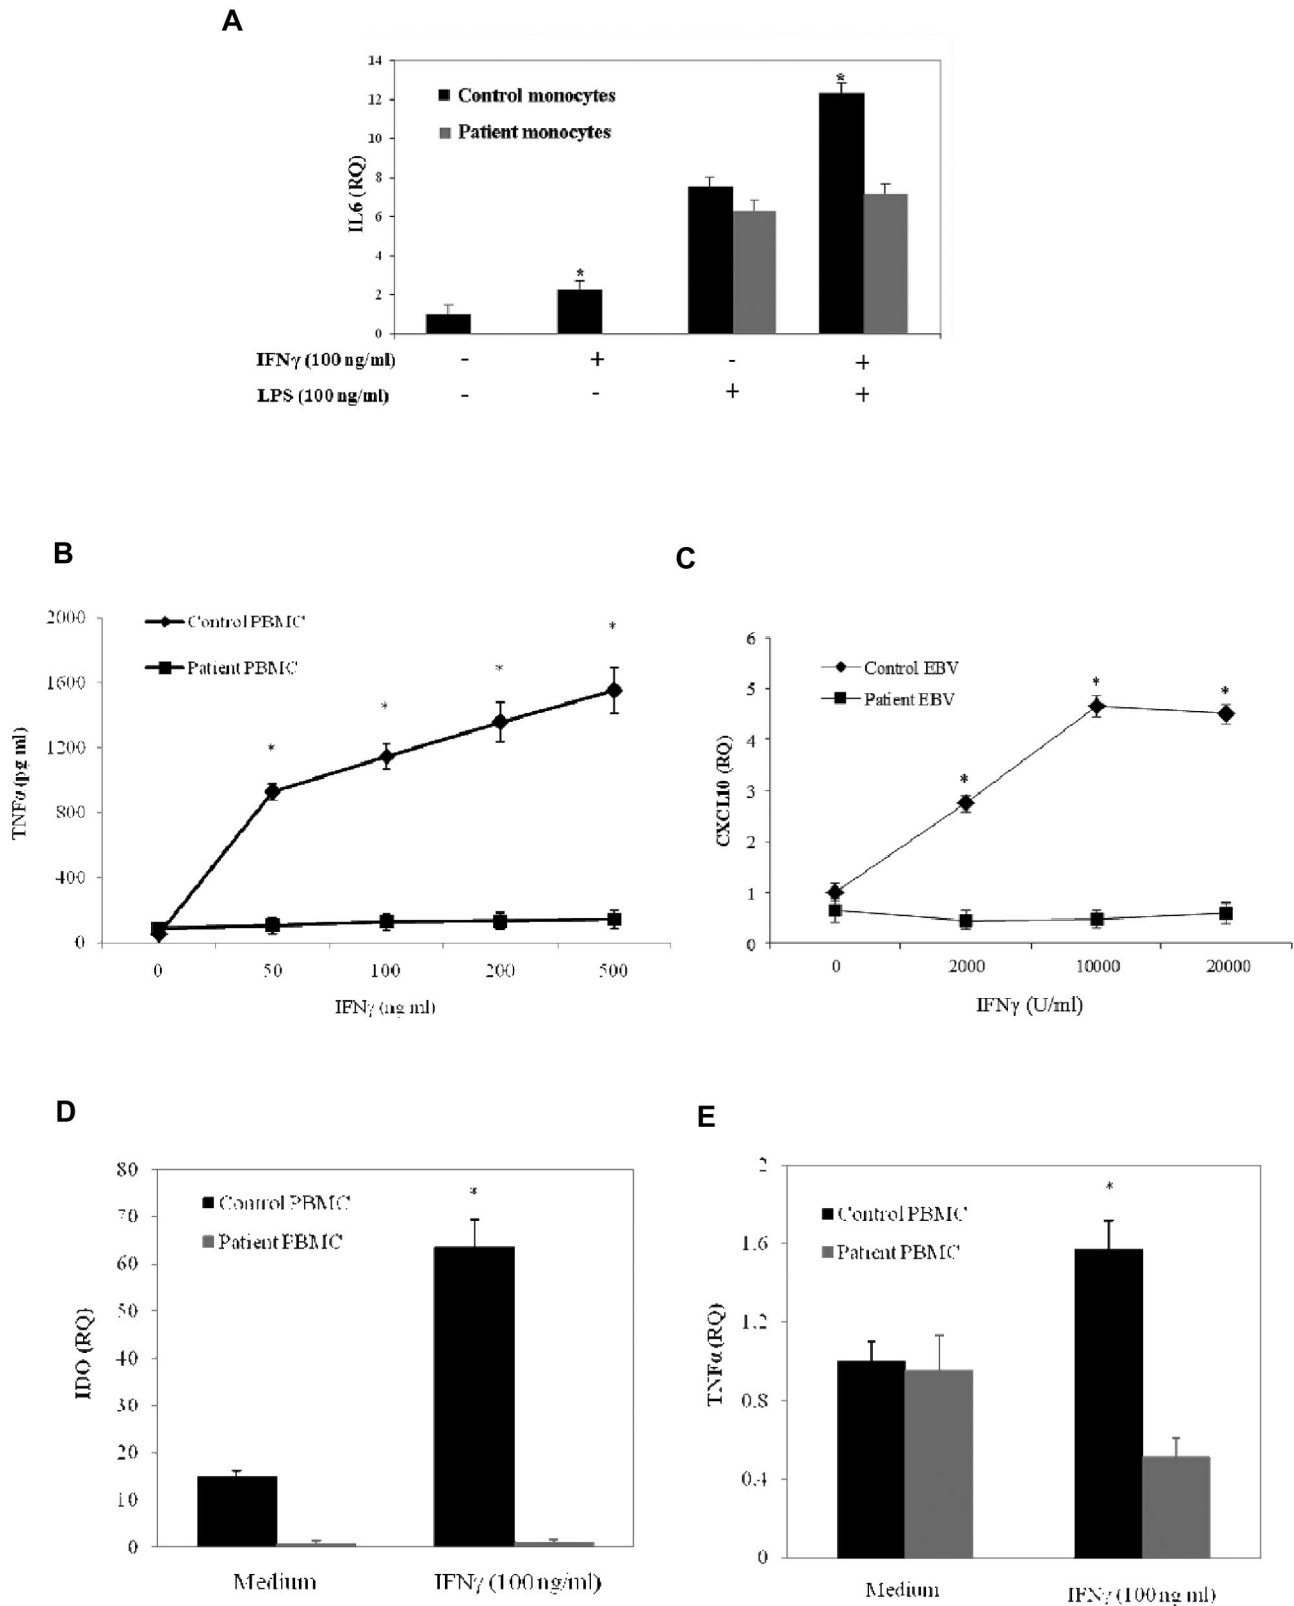 A
14
12
10
8
6
4
2
0
IL6 (RQ)
Control monocytes
Patient monocytes
*
*
IFNγ (100 ng/ml) - + - +
LPS (100 ng/ml) - - + +
B
2000
1600
1200
800
400
0
TNFα (pg ml)
Control PBMC
Patient PBMC
*
*
*
*
0 50 100 200 500
IFNγ (ng ml)
C
6
5
4
3
2
1
0
CXCL10 (RQ)
Control EBV
Patient EBV
*
*
*
0 2000 10000 20000
IFNγ (U/ml)
D
80
70
60
50
40
30
20
10
0
IDO (RQ)
Control PBMC
Patient PBMC
*
Medium IFNγ (100 ng/ml)
E
2
1.6
1.2
0.8
0.4
0
TNFα (RQ)
Control PBMC
Patient PBMC
*
Medium IFNγ (100 ng ml)